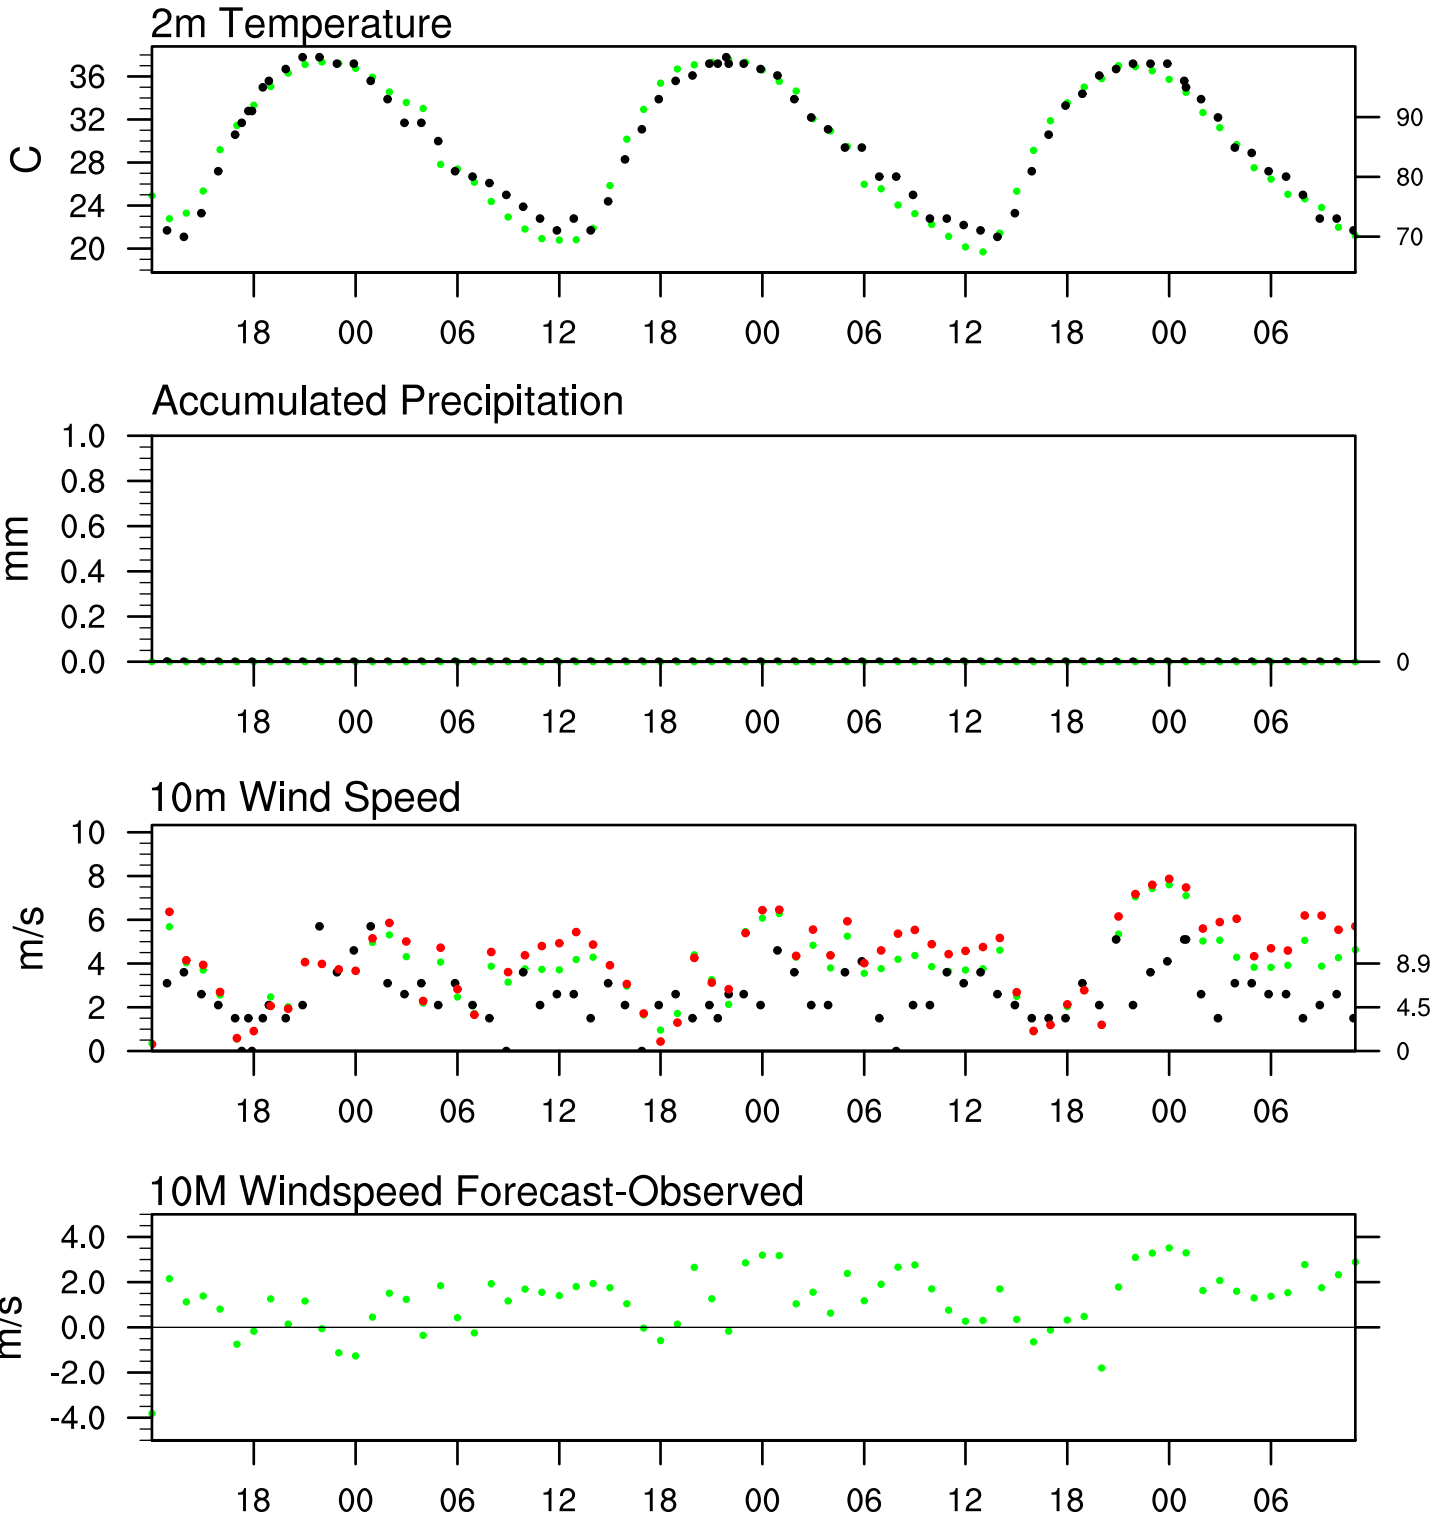 2m Temperature
36
32
28
24
20
C
90
80
70
18 00 06 12 18 00 06 12 18 00 06
Accumulated Precipitation
1.0
0.8
0.6
0.4
0.2
0.0
mm
0
18 00 06 12 18 00 06 12 18 00 06
10m Wind Speed
10
8
6
4
2
0
m/s
8.9
4.5
0
18 00 06 12 18 00 06 12 18 00 06
10M Windspeed Forecast-Observed
4.0
2.0
0.0
-2.0
-4.0
m/s
18 00 06 12 18 00 06 12 18 00 06